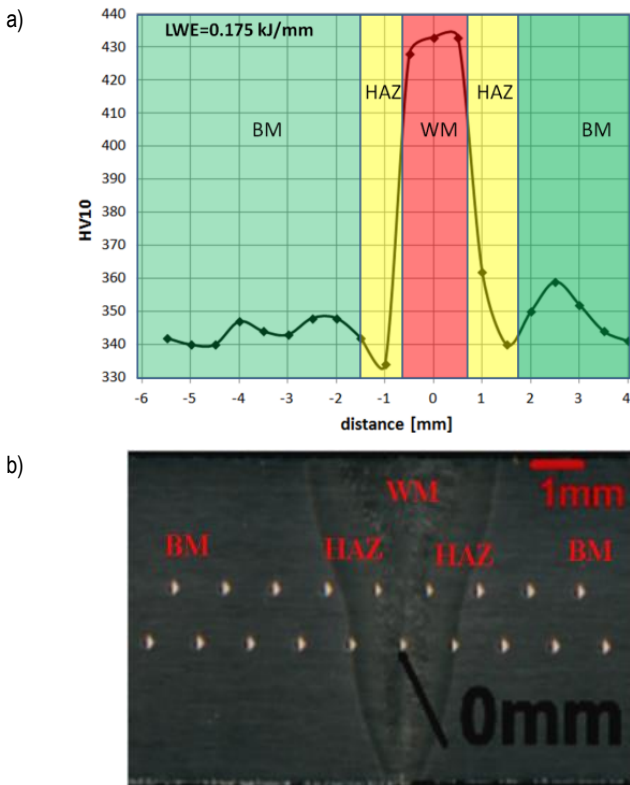 a)
LWE=0.175 kJ/mm
440
430
420
410
400
390
380
370
360
350
340
330
HV10
BM
HAZ
WM
HAZ
BM
-6 -5 -4 -3 -2 -1 0 1 2 3 4
distance [mm]
b)
WM
1mm
BM HAZ HAZ BM
0mm